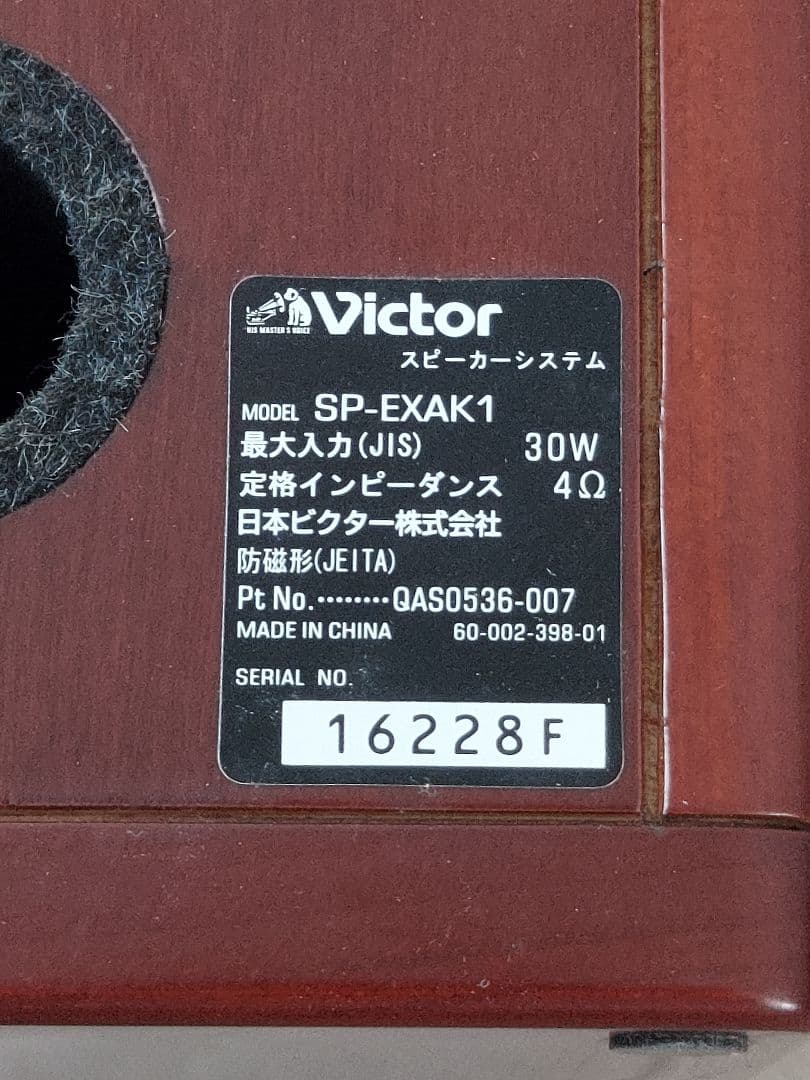 HIS MASTER'S VOICE
Victor
スピーカーシステム
MODEL SP-EXAK1
最大入力(JIS) 30W
定格インピーダンス 4Ω
日本ビクター株式会社
防磁形(JEITA)
Pt No.········QAS0536-007
MADE IN CHINA 60-002-398-01
SERIAL NO.
16228F